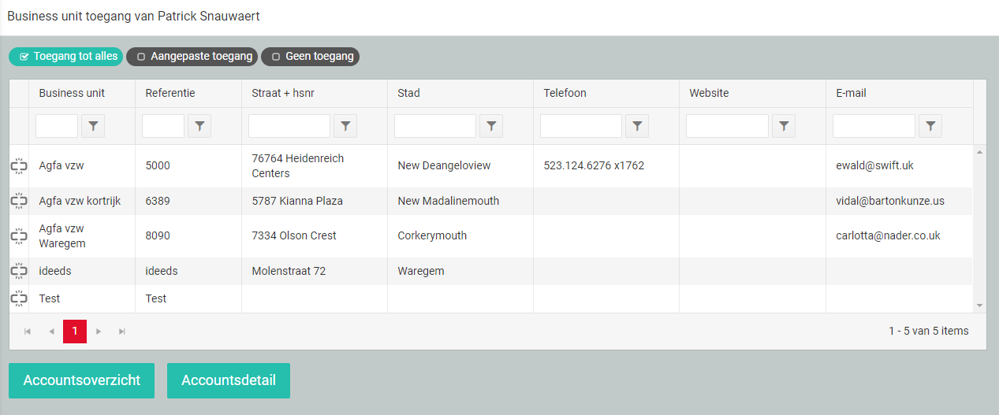 Business unit toegang van Patrick Snauwaert
Toegang tot alles Aangepaste toegang Geen toegang
Business unit Referentie Straat + hsnr Stad Telefoon Website E-mail
Agfa vzw 5000 76764 Heidenreich Centers New Deangeloview 523.124.6276 x1762 ewald@swift.uk
Agfa vzw kortrijk 6389 5787 Kianna Plaza New Madalinemouth vidal@bartonkunze.us
Agfa vzw Waregem 8090 7334 Olson Crest Corkerymouth carlotta@nader.co.uk
ideeds ideeds Molenstraat 72 Waregem
Test Test
1 1 - 5 van 5 items
Accountsoverzicht Accountsdetail